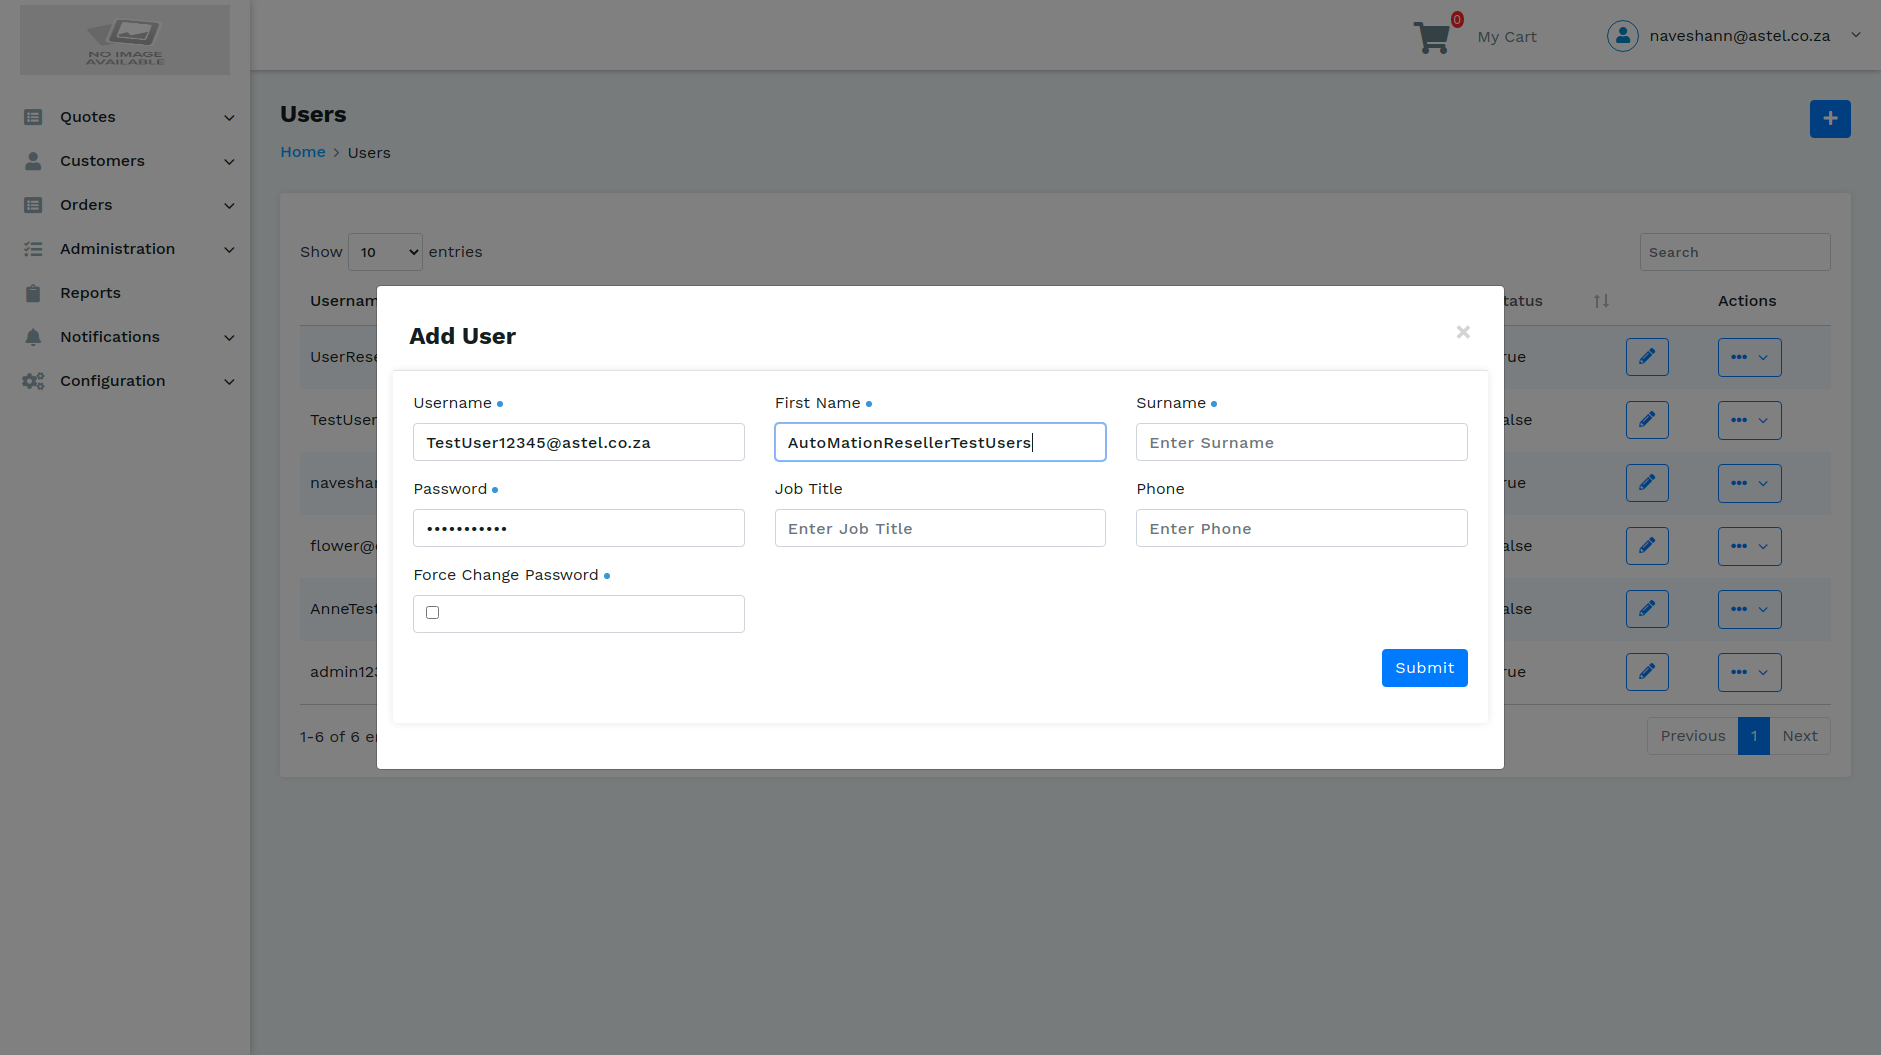 NO IMAGE
AVAILABLE
0
My Cart
naveshann@astel.co.za
Quotes
Customers
Orders
Administration
Reports
Notifications
Configuration
Users
Home > Users
Show 10 entries
Search
Usernam
tatus
Actions
UserRese
rue
TestUser
alse
naveshar
rue
flower@
alse
AnneTest
alse
admin123
rue
1-6 of 6 e
Previous 1 Next
Add User
×
Username
First Name
Surname
TestUser12345@astel.co.za
AutoMationResellerTestUsers
Enter Surname
Password
Job Title
Phone
•••••••••••
Enter Job Title
Enter Phone
Force Change Password
Submit